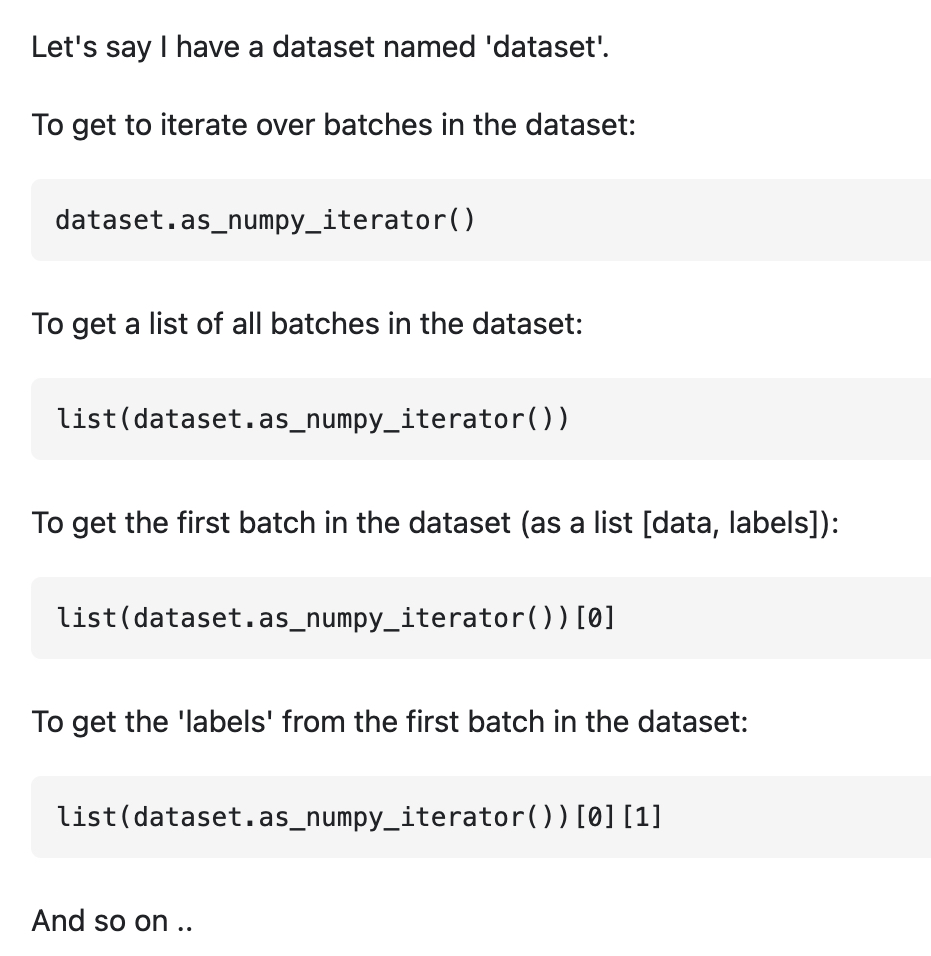 Let's say I have a dataset named 'dataset'.
To get to iterate over batches in the dataset:
dataset.as_numpy_iterator()
To get a list of all batches in the dataset:
list(dataset.as_numpy_iterator())
To get the first batch in the dataset (as a list [data, labels]):
list(dataset.as_numpy_iterator())[0]
To get the 'labels' from the first batch in the dataset:
list(dataset.as_numpy_iterator())[0][1]
And so on ..